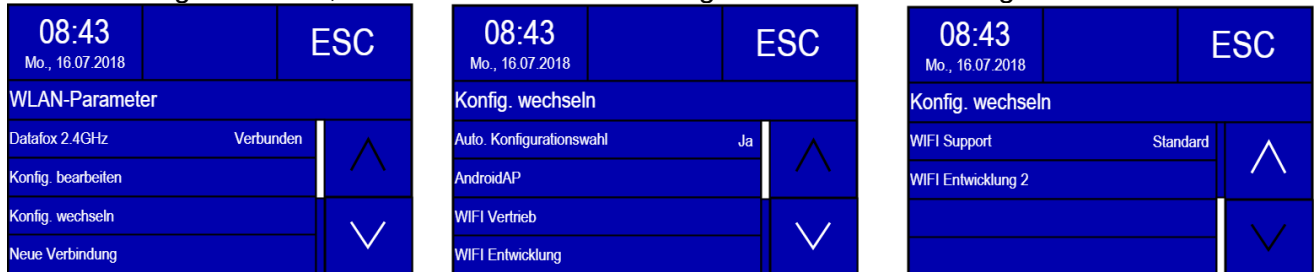 08:43
Mo., 16.07.2018
ESC
WLAN-Parameter
Datafox 2.4GHz Verbunden
Konfig. bearbeiten
Konfig. wechseln
Neue Verbindung
08:43
Mo., 16.07.2018
ESC
Konfig. wechseln
Auto. Konfigurationswahl Ja
AndroidAP
WIFI Vertrieb
WIFI Entwicklung
08:43
Mo., 16.07.2018
ESC
Konfig. wechseln
WIFI Support Standard
WIFI Entwicklung 2